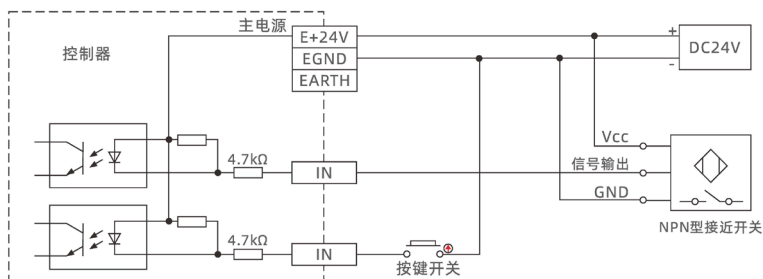 主电源
E+24V
DC24V
+
-
控制器
EGND
EARTH
Vcc
4.7kΩ
IN
信号输出
GND
NPN型接近开关
4.7kΩ
IN
按键开关